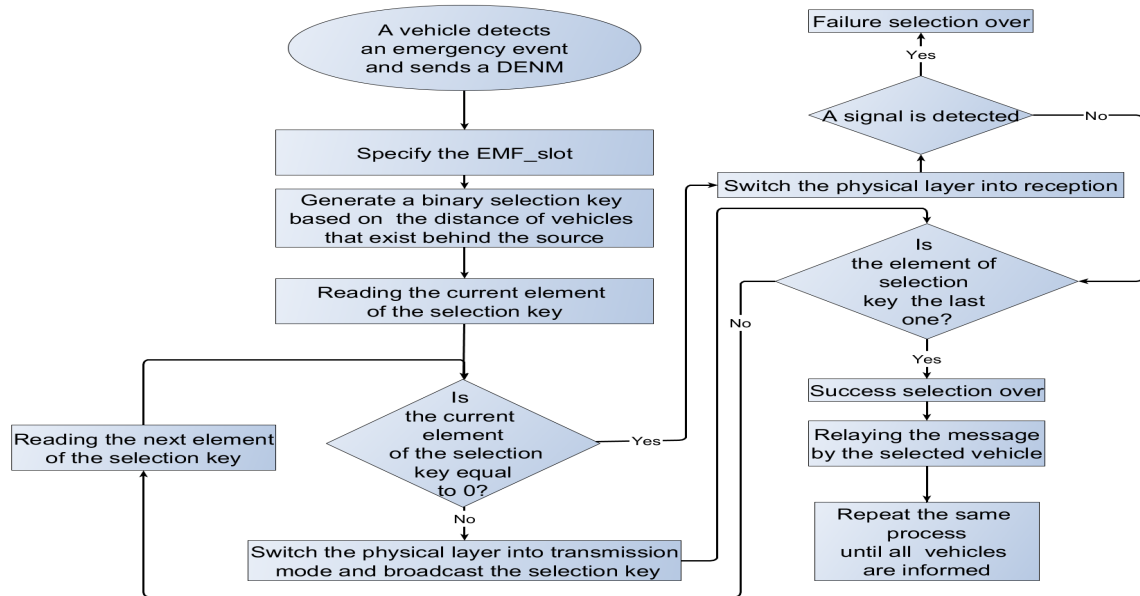 A vehicle detects
an emergency event
and sends a DENM
Specify the EMF_slot
Generate a binary selection key
based on the distance of vehicles
that exist behind the source
Reading the current element
of the selection key
Is
the current
element
of the selection
key equal
to 0?
Yes
No
Reading the next element
of the selection key
Switch the physical layer into transmission
mode and broadcast the selection key
Failure selection over
Yes
A signal is detected
No
Switch the physical layer into reception
Is
the element of
selection
key the last
one?
No
Yes
Success selection over
Relaying the message
by the selected vehicle
Repeat the same
process
until all vehicles
are informed